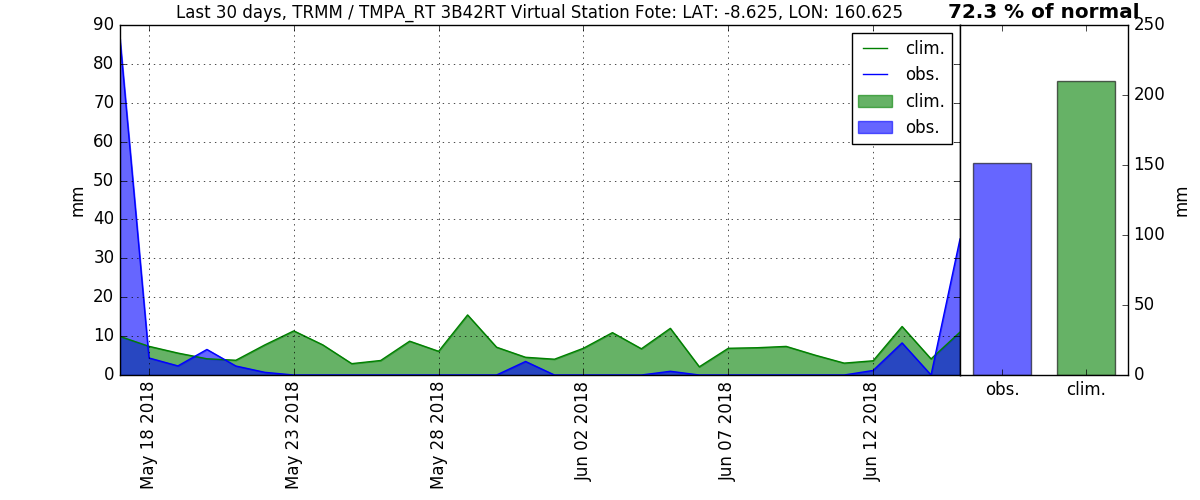 Last 30 days, TRMM / TMPA_RT 3B42RT Virtual Station Fote: LAT: -8.625, LON: 160.625
72.3 % of normal
90
80
70
60
50
40
30
20
10
0
mm
clim.
obs.
clim.
obs.
May 18 2018
May 23 2018
May 28 2018
Jun 02 2018
Jun 07 2018
Jun 12 2018
250
200
150
100
50
0
mm
obs.
clim.